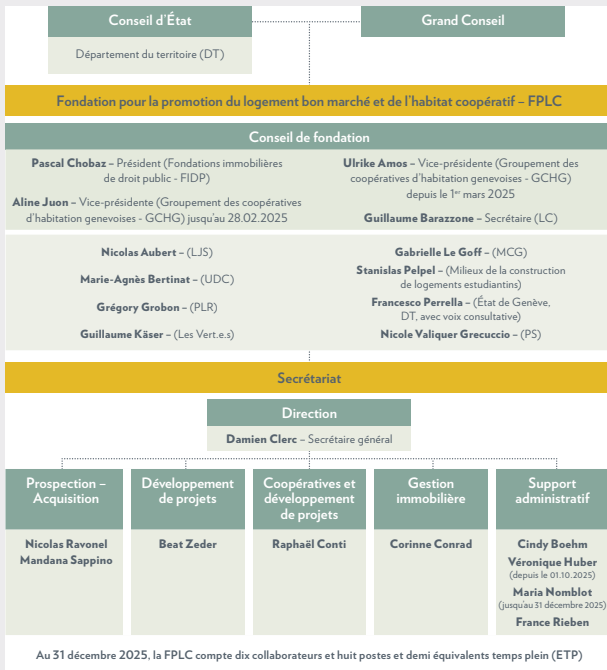 Conseil d'État
Grand Conseil
Département du territoire (DT)
Fondation pour la promotion du logement bon marché et de l'habitat coopératif – FPLC
Conseil de fondation
Pascal Chobaz – Président (Fondations immobilières
de droit public - FIDP)
Aline Juon – Vice-présidente (Groupement des coopératives
d'habitation genevoises - GCHG) jusqu'au 28.02.2025
Ulrike Amos – Vice-présidente (Groupement des
coopératives d'habitation genevoises - GCHG)
depuis le 1er mars 2025
Guillaume Barazzone – Secrétaire (LC)
Nicolas Aubert – (LJS)
Marie-Agnès Bertinat – (UDC)
Grégory Grobon – (PLR)
Guillaume Käser – (Les Vert.e.s)
Gabrielle Le Goff – (MCG)
Stanislas Pelpel – (Milieux de la construction
de logements estudiantins)
Francesco Perrella – (État de Genève,
DT, avec voix consultative)
Nicole Valiquer Grecuccio – (PS)
Secrétariat
Direction
Damien Clerc – Secrétaire général
Prospection –
Acquisition
Nicolas Ravonel
Mandana Sappino
Développement
de projets
Beat Zeder
Coopératives et
développement
de projets
Raphaël Conti
Gestion
immobilière
Corinne Conrad
Support
administratif
Cindy Boehm
Véronique Huber
(depuis le 01.10.2025)
Maria Nomblot
(jusqu'au 31 décembre 2025)
France Rieben
Au 31 décembre 2025, la FPLC compte dix collaborateurs et huit postes et demi équivalents temps plein (ETP)